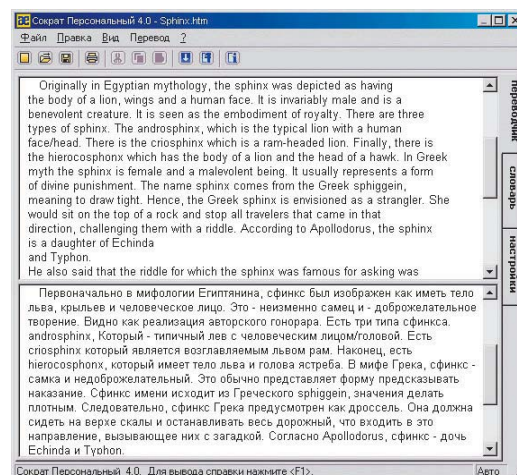 Сократ Персональный 4.0 - Sphinx.htm
Файл Правка Вид Перевод ?
Originally in Egyptian mythology, the sphinx was depicted as having
the body of a lion, wings and a human face. It is invariably male and is a
benevolent creature. It is seen as the embodiment of royalty. There are three
types of sphinx. The androsphinx, which is the typical lion with a human
face/head. There is the criosphinx which is a ram-headed lion. Finally, there is
the hierocosphonx which has the body of a lion and the head of a hawk. In Greek
myth the sphinx is female and a malevolent being. It usually represents a form
of divine punishment. The name sphinx comes from the Greek sphiggein,
meaning to draw tight. Hence, the Greek sphinx is envisioned as a strangler. She
would sit on the top of a rock and stop all travelers that came in that
direction, challenging them with a riddle. According to Apollodorus, the sphinx
is a daughter of Echinda
and Typhon.
He also said that the riddle for which the sphinx was famous for asking was
переводчик
словарь
настройки
Первоначально в мифологии Египтянина, сфинкс был изображен как иметь тело
льва, крыльев и человеческое лицо. Это - неизменно самец и - доброжелательное
творение. Видно как реализация авторского гонорара. Есть три типа сфинкса.
androsphinx, Который - типичный лев с человеческим лицом/головой. Есть
criosphinx который является возглавляемым львом рам. Наконец, есть
hierocosphonx, который имеет тело льва и голова ястреба. В мифе Грека, сфинкс -
самка и недоброжелательный. Это обычно представляет форму предсказывать
наказание. Сфинкс имени исходит из Греческого sphiggein, значения делать
плотным. Следовательно, сфинкс Грека предусмотрен как дроссель. Она должна
сидеть на верхе скалы и останавливать весь дорожный, что входить в это
направление, вызывающее них с загадкой. Согласно Apollodorus, сфинкс - дочь
Echinda и Typhon.
Сократ Персональный 4.0. Для вывода справки нажмите <F1>. Авто